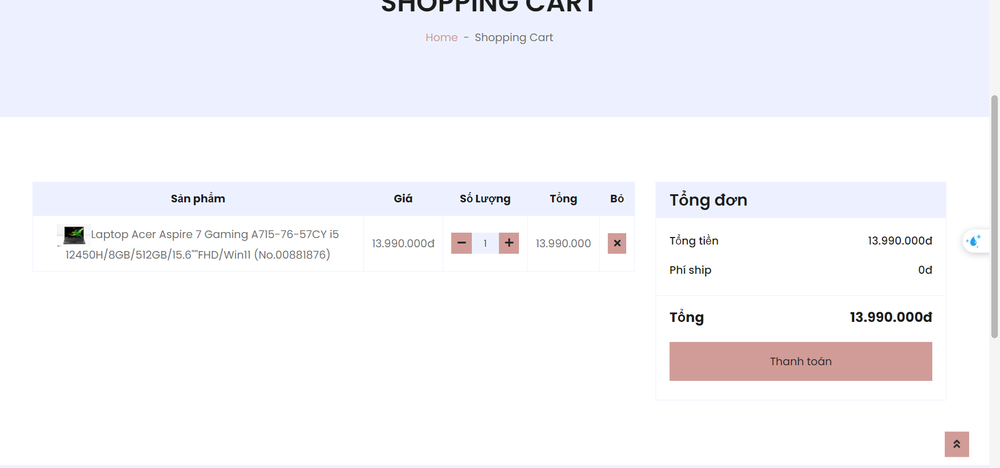 SHOPPING CART
Home - Shopping Cart
Sản phẩm Giá Số Lượng Tổng Bỏ
Laptop Acer Aspire 7 Gaming A715-76-57CY i5
12450H/8GB/512GB/15.6""FHD/Win11 (No.00881876)
13.990.000đ 1 13.990.000
Tổng đơn
Tổng tiền 13.990.000đ
Phí ship 0đ
Tổng 13.990.000đ
Thanh toán